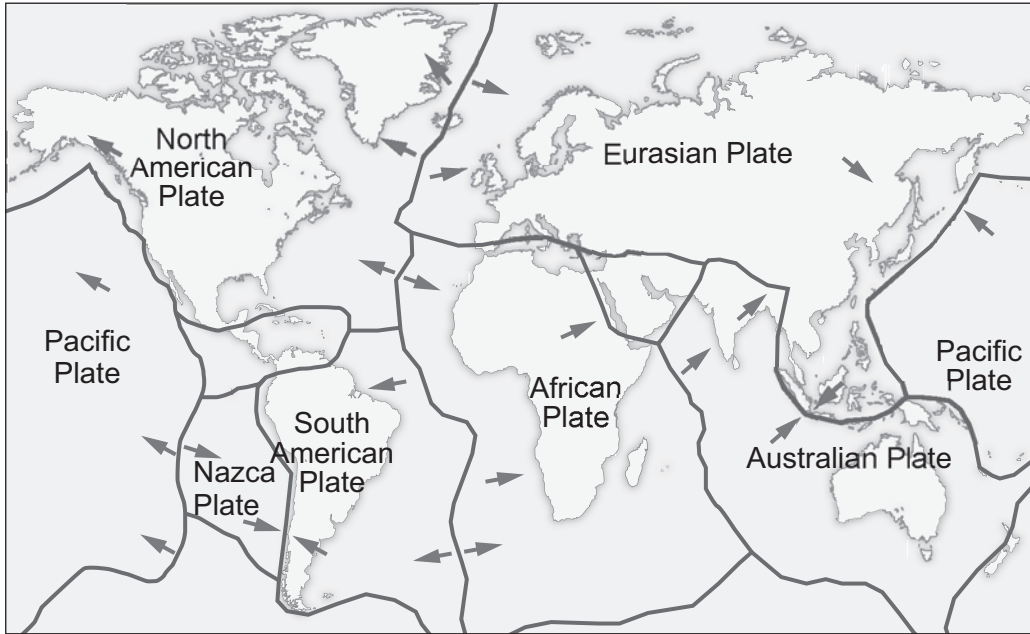 North
American
Plate
Eurasian Plate
Pacific
Plate
Pacific
Plate
African
Plate
South
American
Plate
Nazca
Plate
Australian Plate